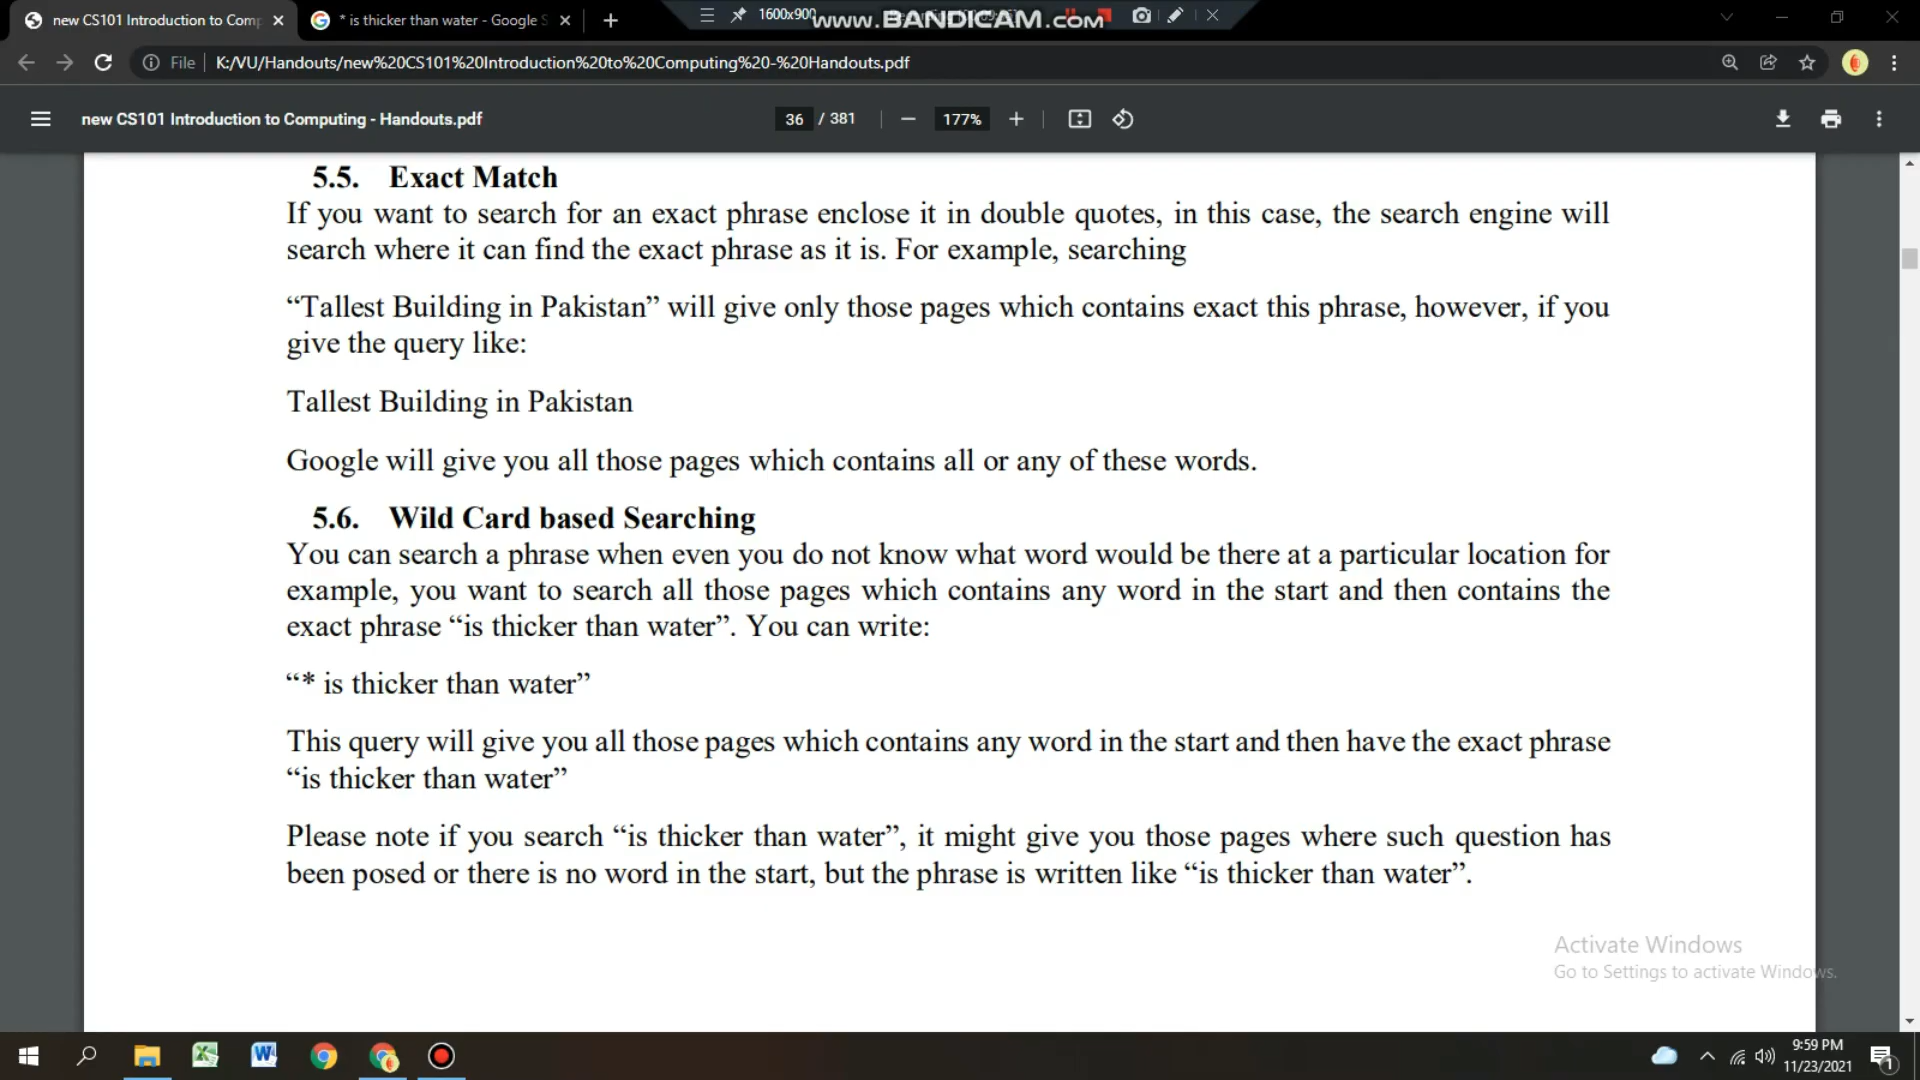 new CS101 Introduction to Comp
* is thicker than water - Google S
1600x900
www.BANDICAM.COM
File
K:/VU/Handouts/new%20CS101%20Introduction%20to%20Computing%20-%20Handouts.pdf
new CS101 Introduction to Computing - Handouts.pdf
36 / 381
177%
5.5. Exact Match
If you want to search for an exact phrase enclose it in double quotes, in this case, the search engine will
search where it can find the exact phrase as it is. For example, searching
“Tallest Building in Pakistan” will give only those pages which contains exact this phrase, however, if you
give the query like:
Tallest Building in Pakistan
Google will give you all those pages which contains all or any of these words.
5.6. Wild Card based Searching
You can search a phrase when even you do not know what word would be there at a particular location for
example, you want to search all those pages which contains any word in the start and then contains the
exact phrase “is thicker than water”. You can write:
“* is thicker than water”
This query will give you all those pages which contains any word in the start and then have the exact phrase
“is thicker than water”
Please note if you search “is thicker than water”, it might give you those pages where such question has
been posed or there is no word in the start, but the phrase is written like “is thicker than water”.
Activate Windows
Go to Settings to activate Windows.
9:59 PM
11/23/2021
1